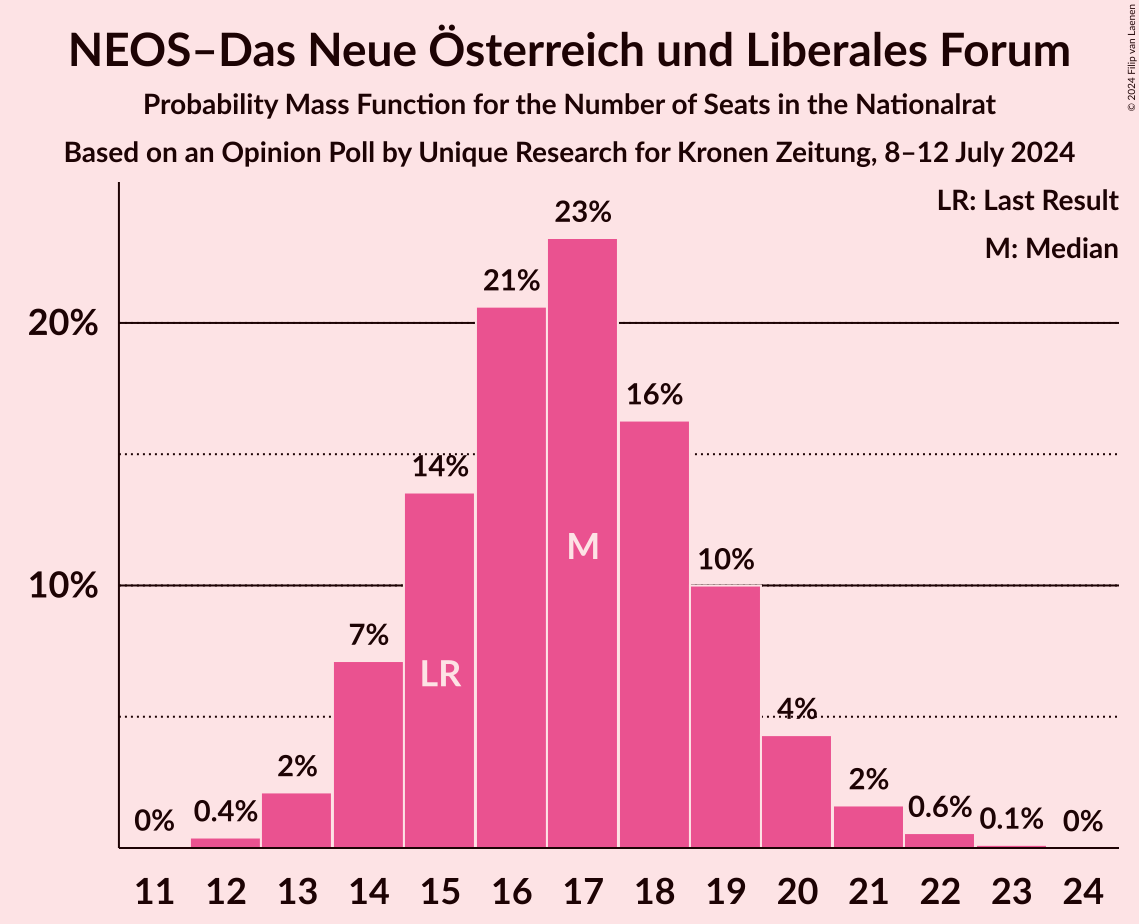 NEOS–Das Neue Österreich und Liberales Forum
Probability Mass Function for the Number of Seats in the Nationalrat
Based on an Opinion Poll by Unique Research for Kronen Zeitung, 8–12 July 2024
© 2024 Filip van Laenen
LR: Last Result
M: Median
23%
21%
20%
16%
14%
M
10%
10%
7%
LR
4%
2%
2%
0%
0.4%
0.6%
0.1%
0%
11 12 13 14 15 16 17 18 19 20 21 22 23 24